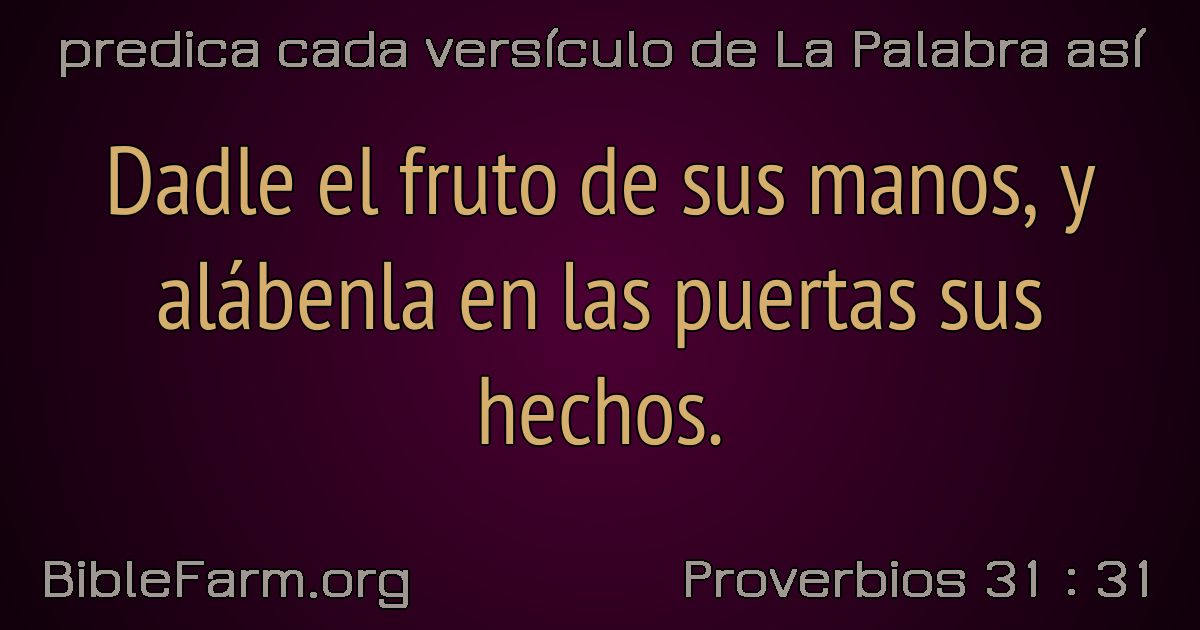 predica cada versículo de La Palabra así
Dadle el fruto de sus manos, y
alábenla en las puertas sus
hechos.
BibleFarm.org
Proverbios 31 : 31